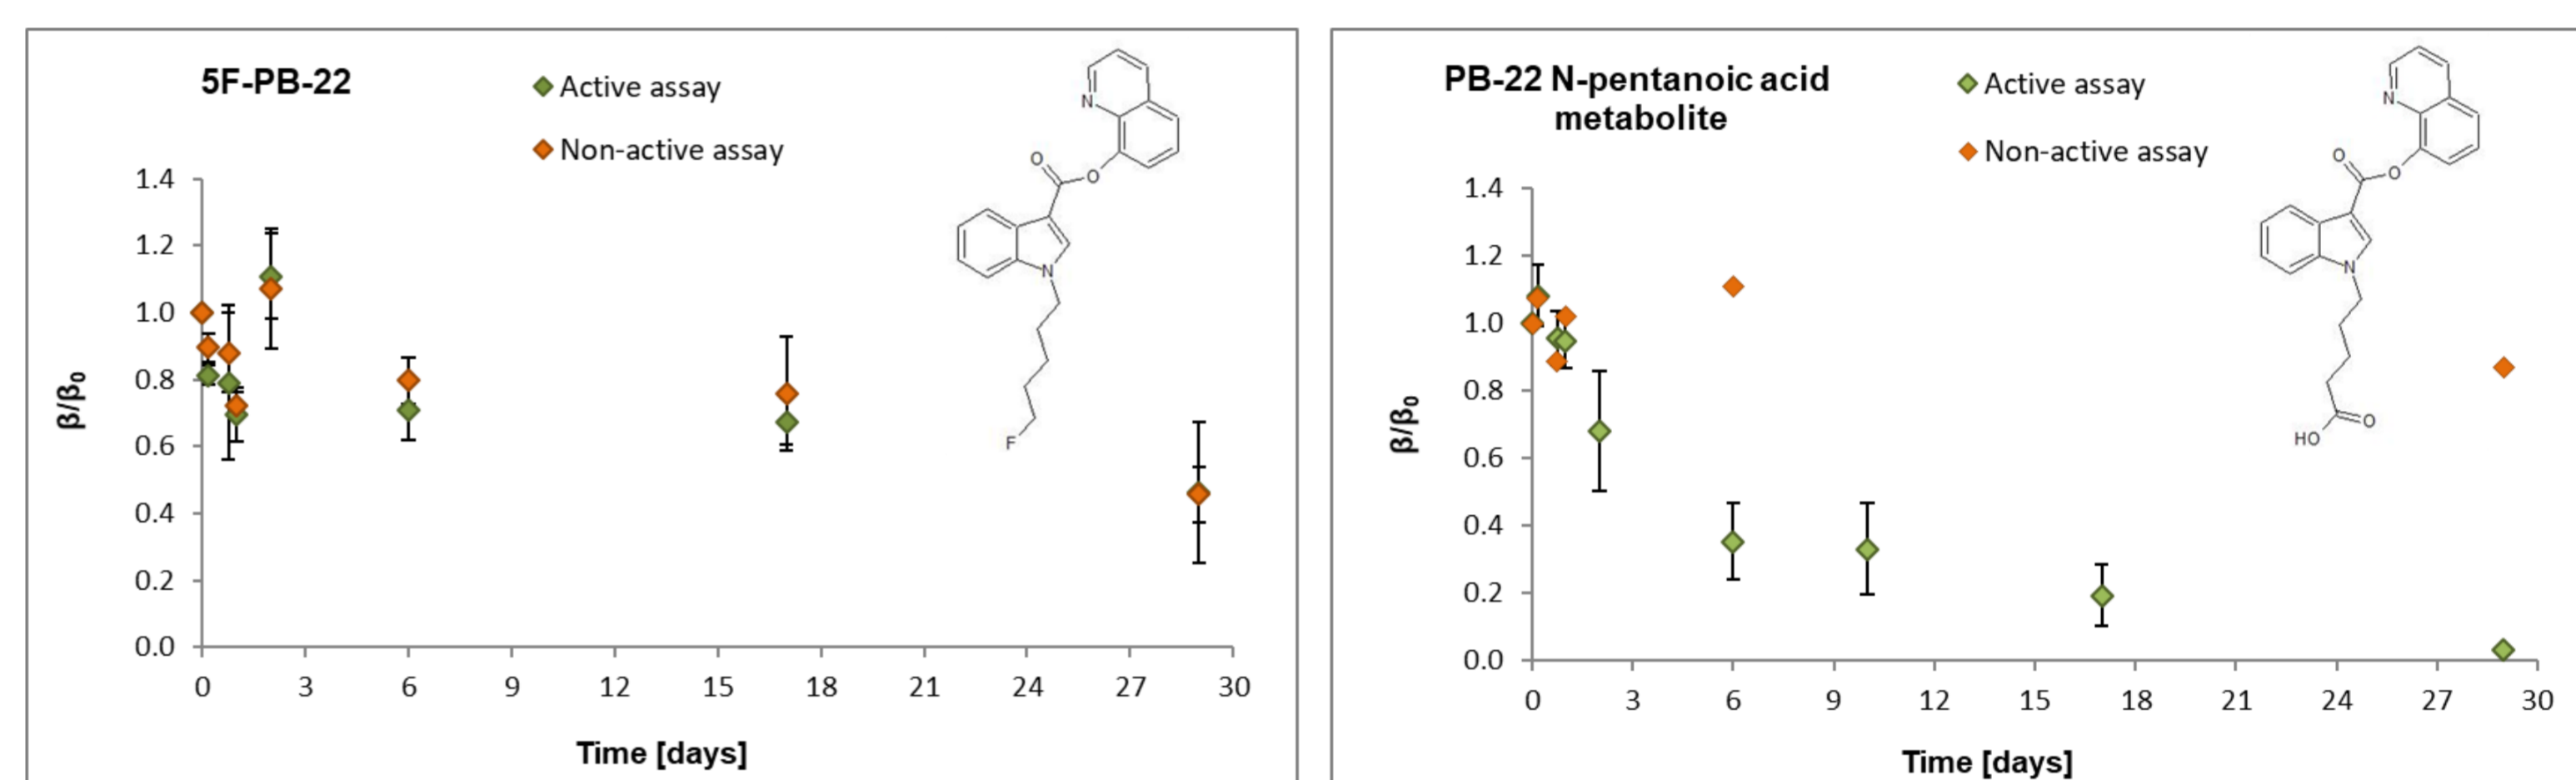 5F-PB-22
Active assay
Non-active assay
1.4
1.2
1.0
0.8
0.6
0.4
0.2
0.0
β/β₀
0 3 6 9 12 15 18 21 24 27 30
Time [days]
N
O
O
N
F
PB-22 N-pentanoic acid
metabolite
Active assay
Non-active assay
1.4
1.2
1.0
0.8
0.6
0.4
0.2
0.0
β/β₀
0 3 6 9 12 15 18 21 24 27 30
Time [days]
N
O
O
N
O
HO